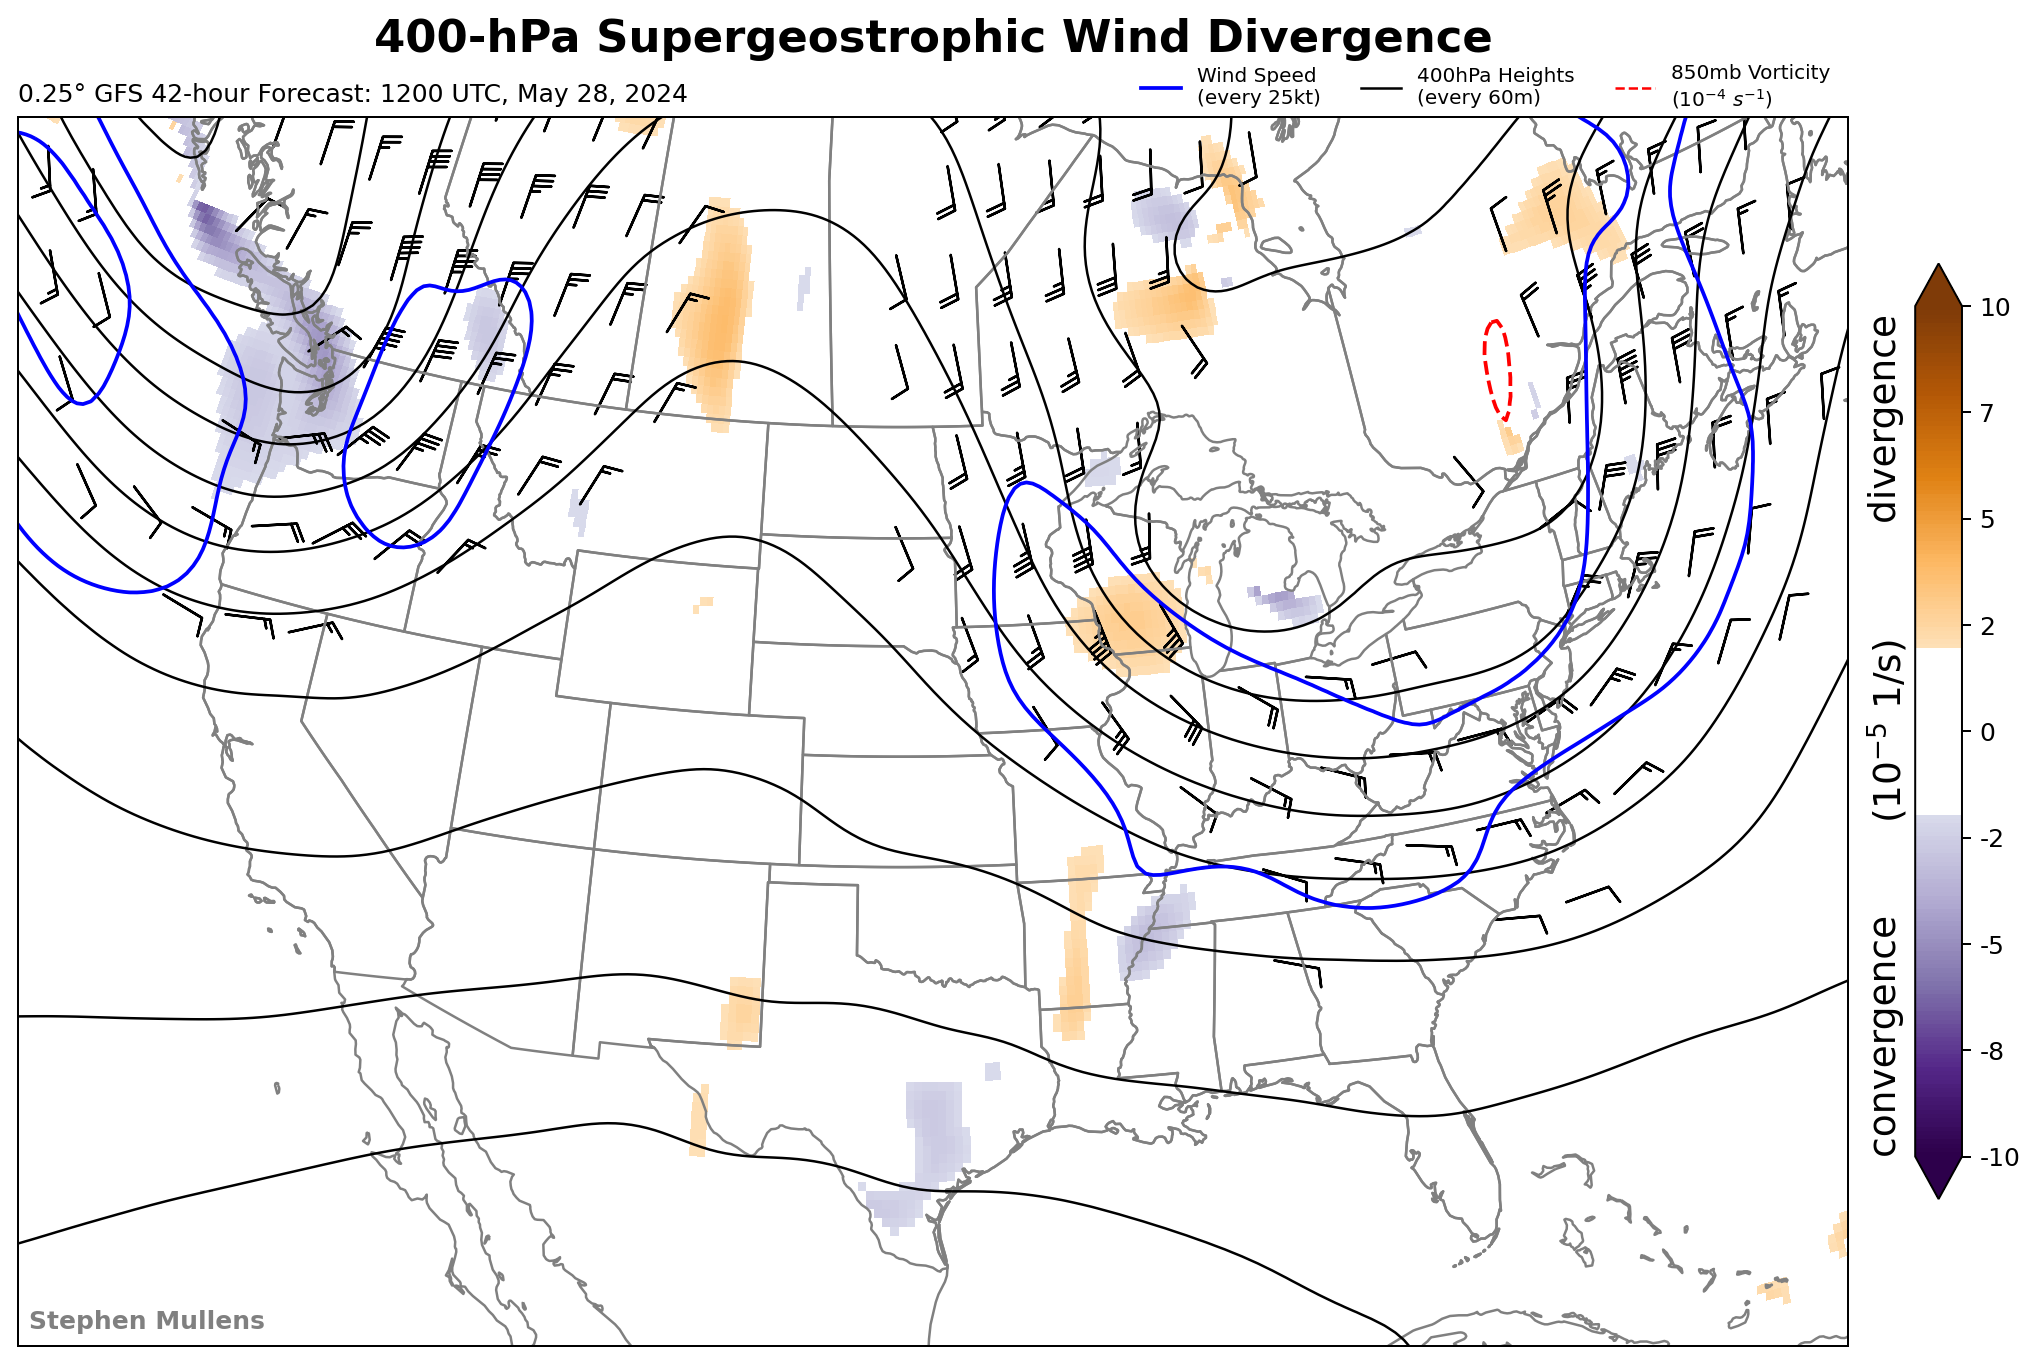 400-hPa Supergeostrophic Wind Divergence
0.25° GFS 42-hour Forecast: 1200 UTC, May 28, 2024
Wind Speed
(every 25kt)
400hPa Heights
(every 60m)
850mb Vorticity
(10⁻⁴ s⁻¹)
10
7
5
2
0
-2
-5
-8
-10
convergence (10⁻⁵ 1/s) divergence
Stephen Mullens